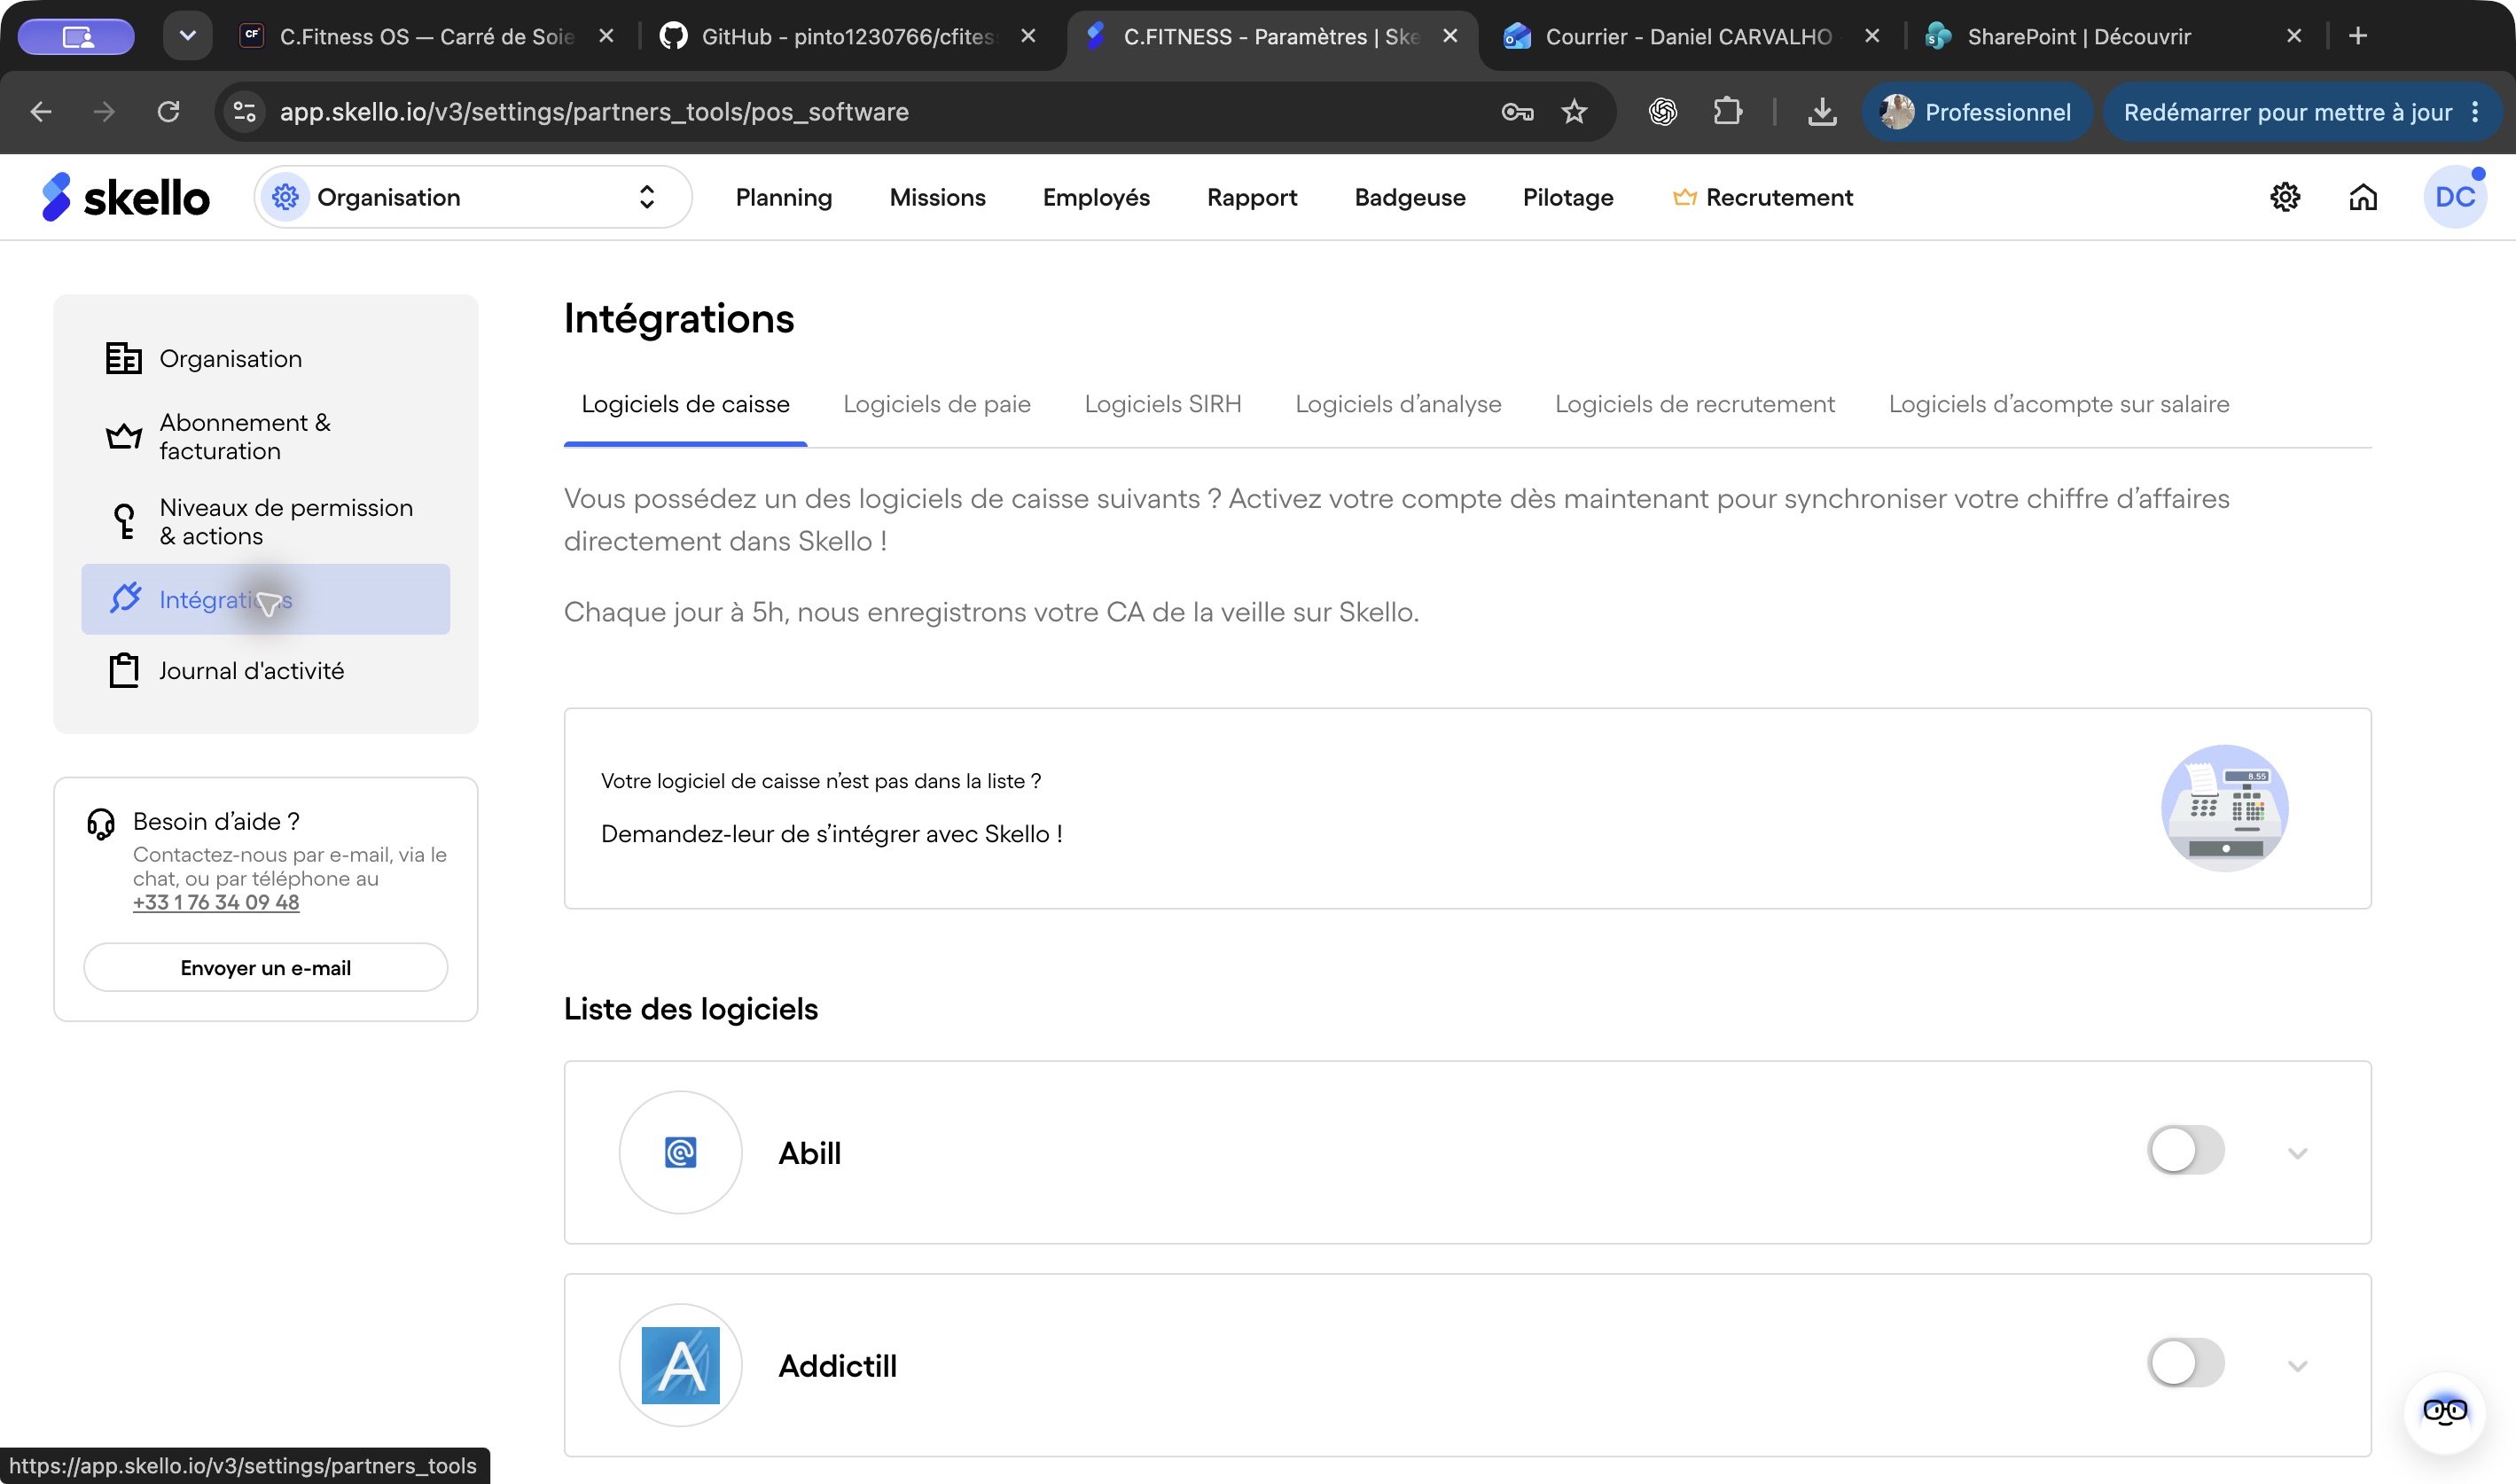 C.Fitness OS — Carré de Soie
GitHub - pinto1230766/cfites
C.FITNESS - Paramètres | Ske
Courrier - Daniel CARVALHO
SharePoint | Découvrir
app.skello.io/v3/settings/partners_tools/pos_software
Professionnel
Redémarrer pour mettre à jour
skello
Organisation
Planning
Missions
Employés
Rapport
Badgeuse
Pilotage
Recrutement
DC
Organisation
Abonnement &
facturation
Niveaux de permission
& actions
Intégrations
Journal d'activité
Besoin d’aide ?
Contactez-nous par e-mail, via le
chat, ou par téléphone au
+33 1 76 34 09 48
Envoyer un e-mail
Intégrations
Logiciels de caisse
Logiciels de paie
Logiciels SIRH
Logiciels d’analyse
Logiciels de recrutement
Logiciels d’acompte sur salaire
Vous possédez un des logiciels de caisse suivants ? Activez votre compte dès maintenant pour synchroniser votre chiffre d’affaires
directement dans Skello !
Chaque jour à 5h, nous enregistrons votre CA de la veille sur Skello.
Votre logiciel de caisse n’est pas dans la liste ?
Demandez-leur de s’intégrer avec Skello !
8.55
Liste des logiciels
Abill
A
Addictill
https://app.skello.io/v3/settings/partners_tools